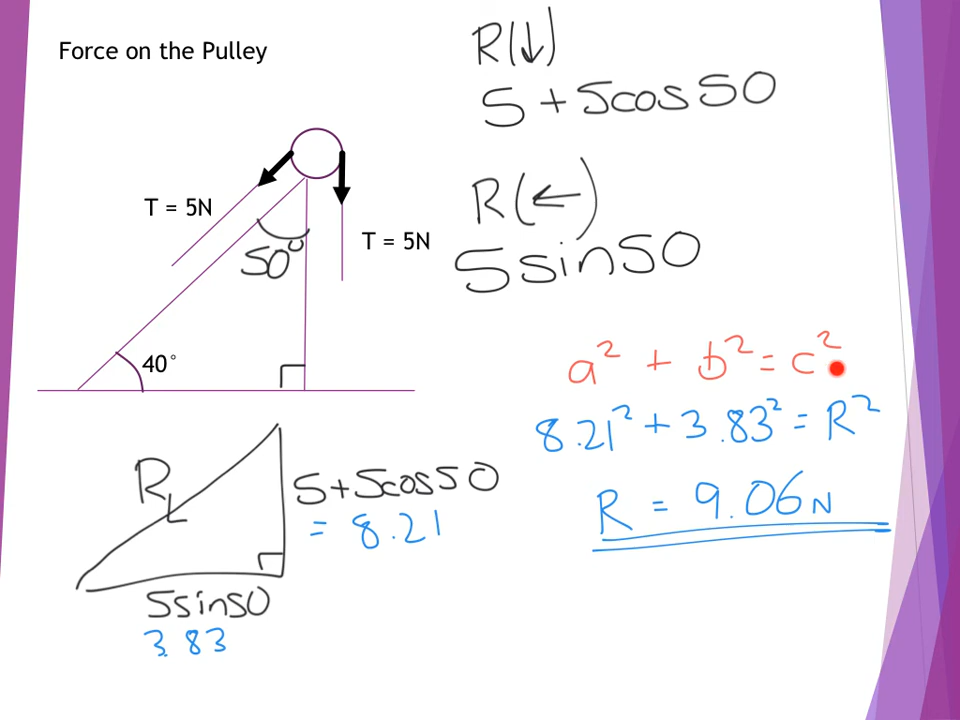 Force on the Pulley
R(↓)
5 + 5cos50
R(←)
5sin50
T = 5N
T = 5N
50°
40°
a² + b² = c²
8.21² + 3.83² = R²
R = 9.06N
R
5+5cos50
= 8.21
5sin50
3.83